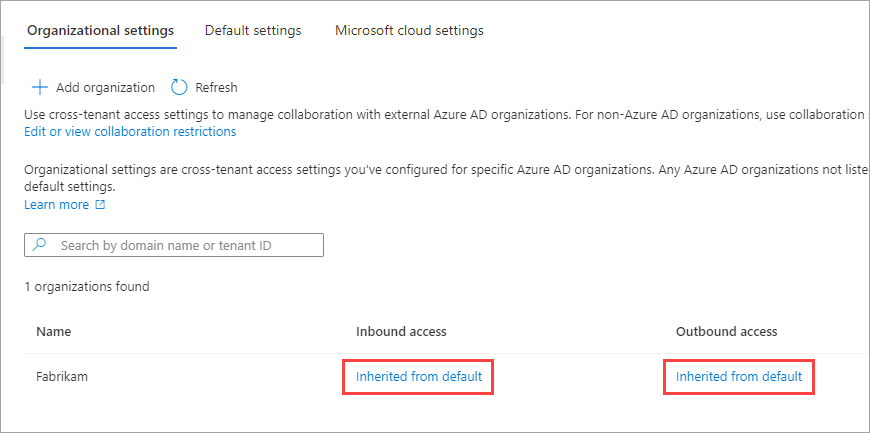 Organizational settings Default settings Microsoft cloud settings
Add organization Refresh
Use cross-tenant access settings to manage collaboration with external Azure AD organizations. For non-Azure AD organizations, use collaboration
Edit or view collaboration restrictions
Organizational settings are cross-tenant access settings you've configured for specific Azure AD organizations. Any Azure AD organizations not liste
default settings.
Learn more
Search by domain name or tenant ID
1 organizations found
Name Inbound access Outbound access
Fabrikam Inherited from default Inherited from default